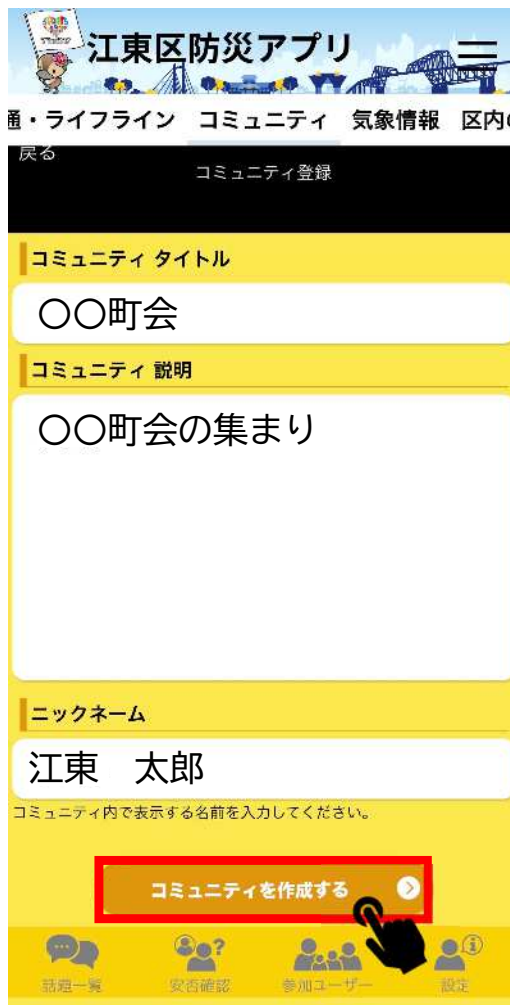 江東区防災アプリ
通・ライフライン コミュニティ 気象情報 区内の
戻る
コミュニティ登録
コミュニティ タイトル
〇〇町会
コミュニティ 説明
〇〇町会の集まり
ニックネーム
江東　太郎
コミュニティ内で表示する名前を入力してください。
コミュニティを作成する
話題一覧 安否確認 参加ユーザー 設定